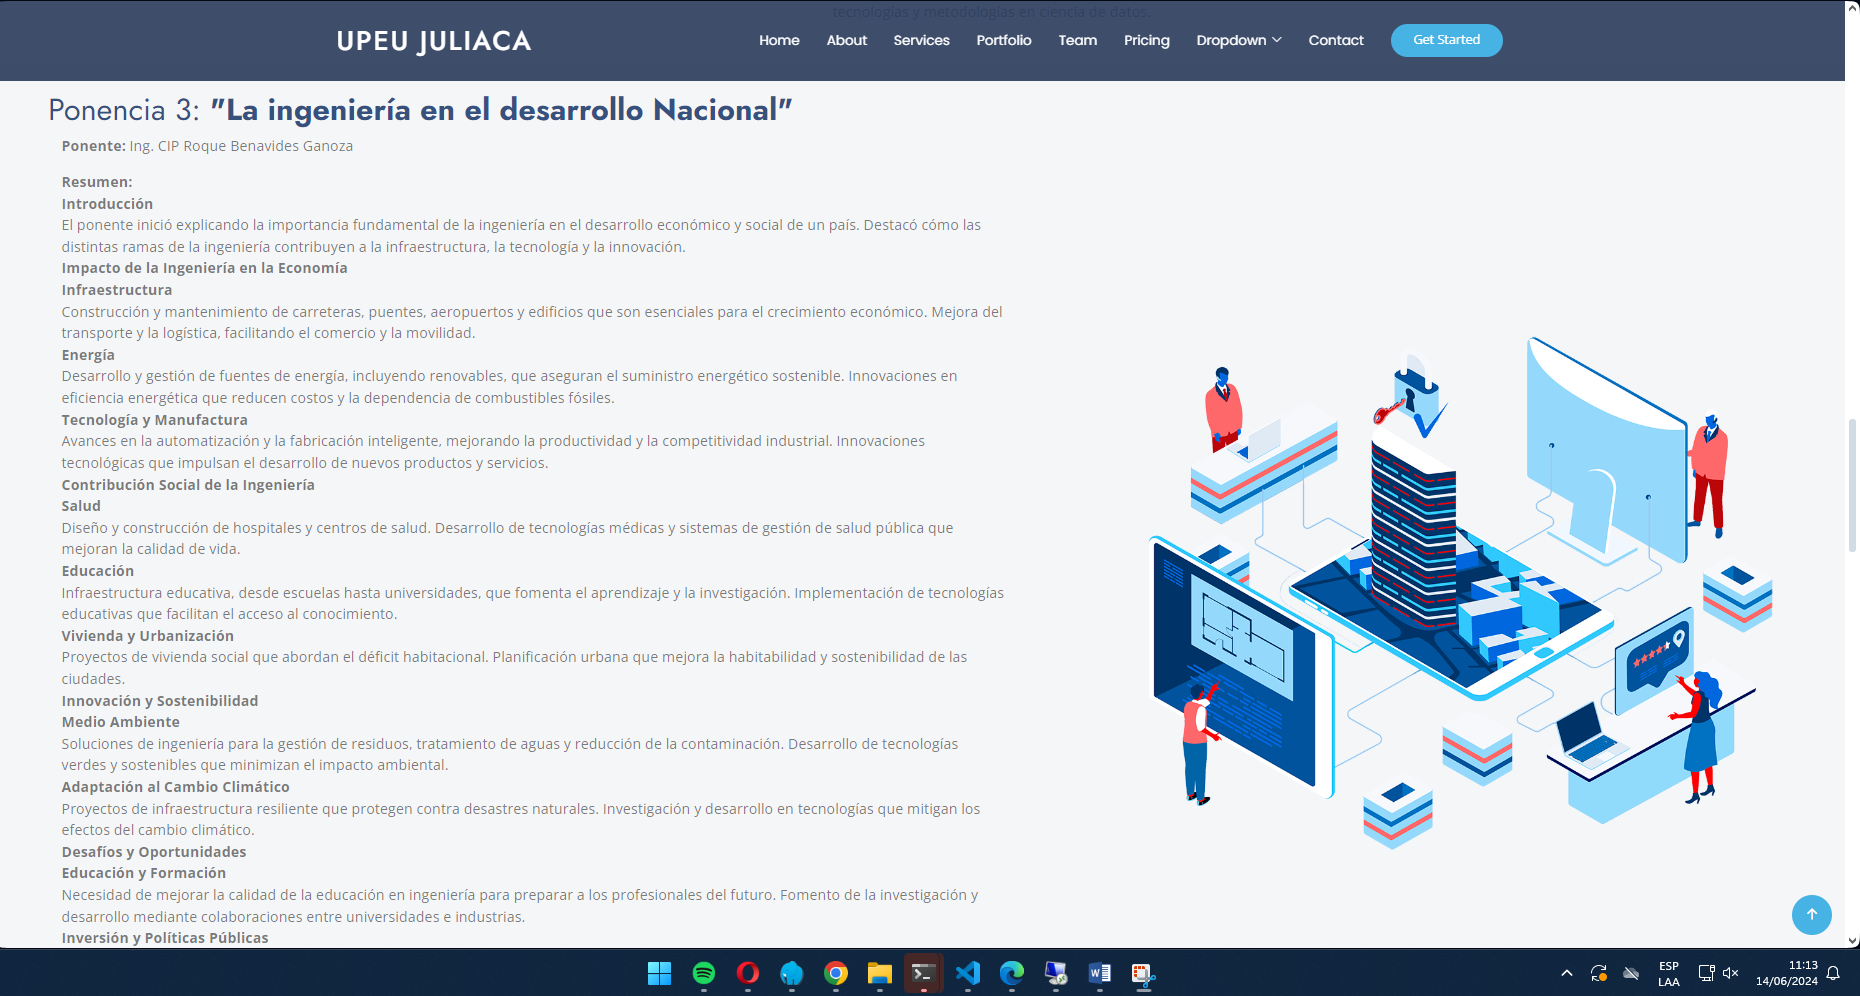 tecnologías y metodologías en ciencia de datos.
UPEU JULIACA
Home About Services Portfolio Team Pricing Dropdown Contact Get Started
Ponencia 3: "La ingeniería en el desarrollo Nacional"
Ponente: Ing. CIP Roque Benavides Ganoza
Resumen:
Introducción
El ponente inició explicando la importancia fundamental de la ingeniería en el desarrollo económico y social de un país. Destacó cómo las
distintas ramas de la ingeniería contribuyen a la infraestructura, la tecnología y la innovación.
Impacto de la Ingeniería en la Economía
Infraestructura
Construcción y mantenimiento de carreteras, puentes, aeropuertos y edificios que son esenciales para el crecimiento económico. Mejora del
transporte y la logística, facilitando el comercio y la movilidad.
Energía
Desarrollo y gestión de fuentes de energía, incluyendo renovables, que aseguran el suministro energético sostenible. Innovaciones en
eficiencia energética que reducen costos y la dependencia de combustibles fósiles.
Tecnología y Manufactura
Avances en la automatización y la fabricación inteligente, mejorando la productividad y la competitividad industrial. Innovaciones
tecnológicas que impulsan el desarrollo de nuevos productos y servicios.
Contribución Social de la Ingeniería
Salud
Diseño y construcción de hospitales y centros de salud. Desarrollo de tecnologías médicas y sistemas de gestión de salud pública que
mejoran la calidad de vida.
Educación
Infraestructura educativa, desde escuelas hasta universidades, que fomenta el aprendizaje y la investigación. Implementación de tecnologías
educativas que facilitan el acceso al conocimiento.
Vivienda y Urbanización
Proyectos de vivienda social que abordan el déficit habitacional. Planificación urbana que mejora la habitabilidad y sostenibilidad de las
ciudades.
Innovación y Sostenibilidad
Medio Ambiente
Soluciones de ingeniería para la gestión de residuos, tratamiento de aguas y reducción de la contaminación. Desarrollo de tecnologías
verdes y sostenibles que minimizan el impacto ambiental.
Adaptación al Cambio Climático
Proyectos de infraestructura resiliente que protegen contra desastres naturales. Investigación y desarrollo en tecnologías que mitigan los
efectos del cambio climático.
Desafíos y Oportunidades
Educación y Formación
Necesidad de mejorar la calidad de la educación en ingeniería para preparar a los profesionales del futuro. Fomento de la investigación y
desarrollo mediante colaboraciones entre universidades e industrias.
Inversión y Políticas Públicas
ESP
LAA
11:13
14/06/2024